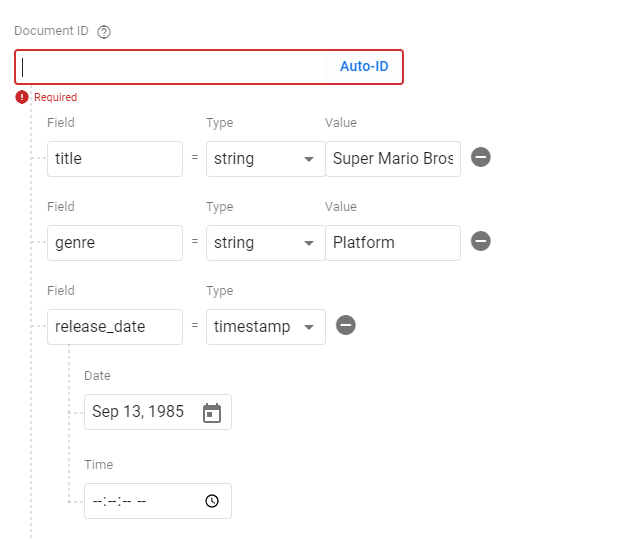 Document ID
Auto-ID
Required
Field Type Value
title = string Super Mario Bros
Field Type Value
genre = string Platform
Field Type
release_date = timestamp
Date
Sep 13, 1985
Time
--:--:-- --